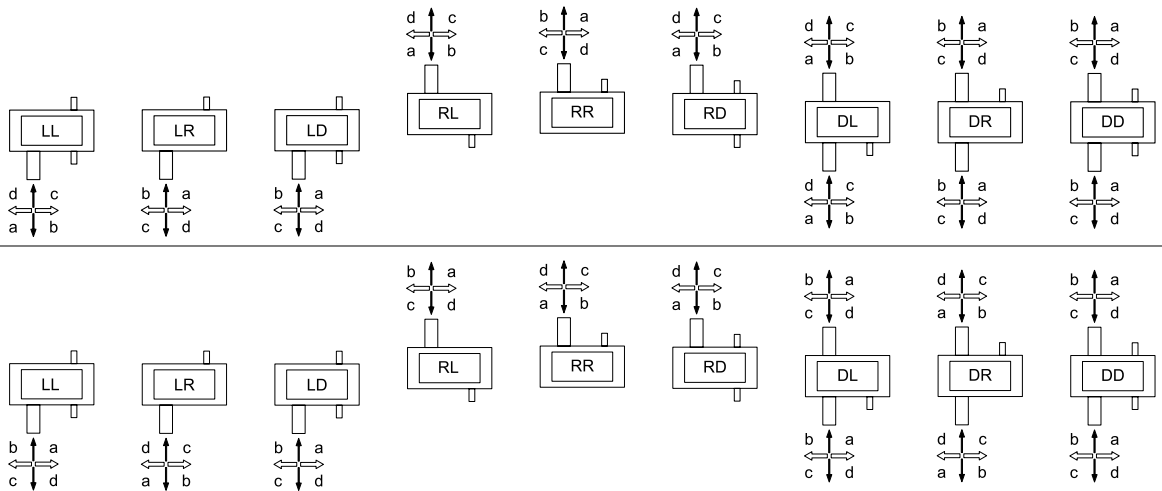 d c b a d c
a b c d a b
d c b a b a
a b c d c d
RL RR RD
DL DR DD
LL LR LD
d c b a b a
a b c d c d
d c b a b a
a b c d c d
b a d c d c
c d a b a b
b a d c b a
c d a b c d
RL RR RD
DL DR DD
LL LR LD
b a d c b a
c d a b c d
b a d c b a
c d a b c d